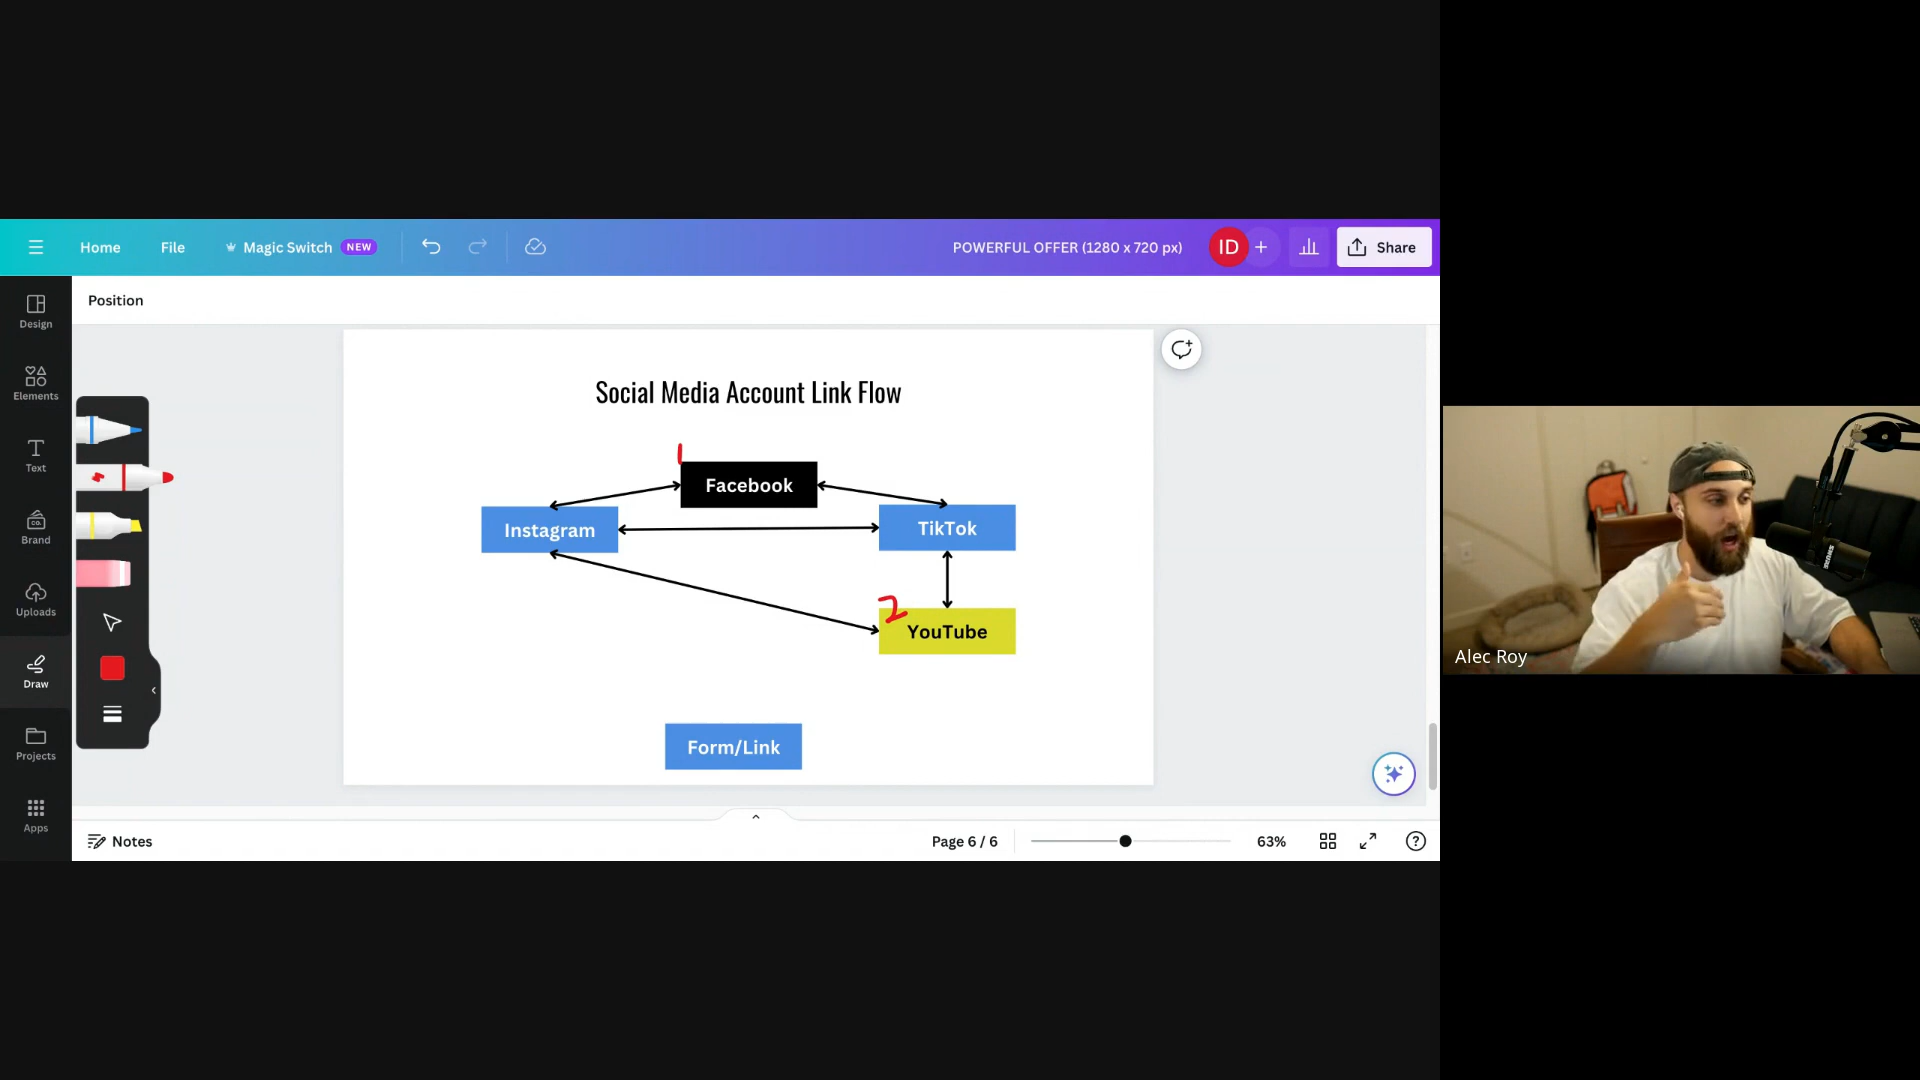 Home File Magic Switch NEW POWERFUL OFFER (1280 x 720 px) ID + Share
Position
Design
Elements
Text
CO.
Brand
Uploads
Draw
Projects
Apps
Social Media Account Link Flow
1
Facebook
Instagram
TikTok
2
YouTube
Form/Link
Notes
Page 6 / 6
63%
?
Alec Roy